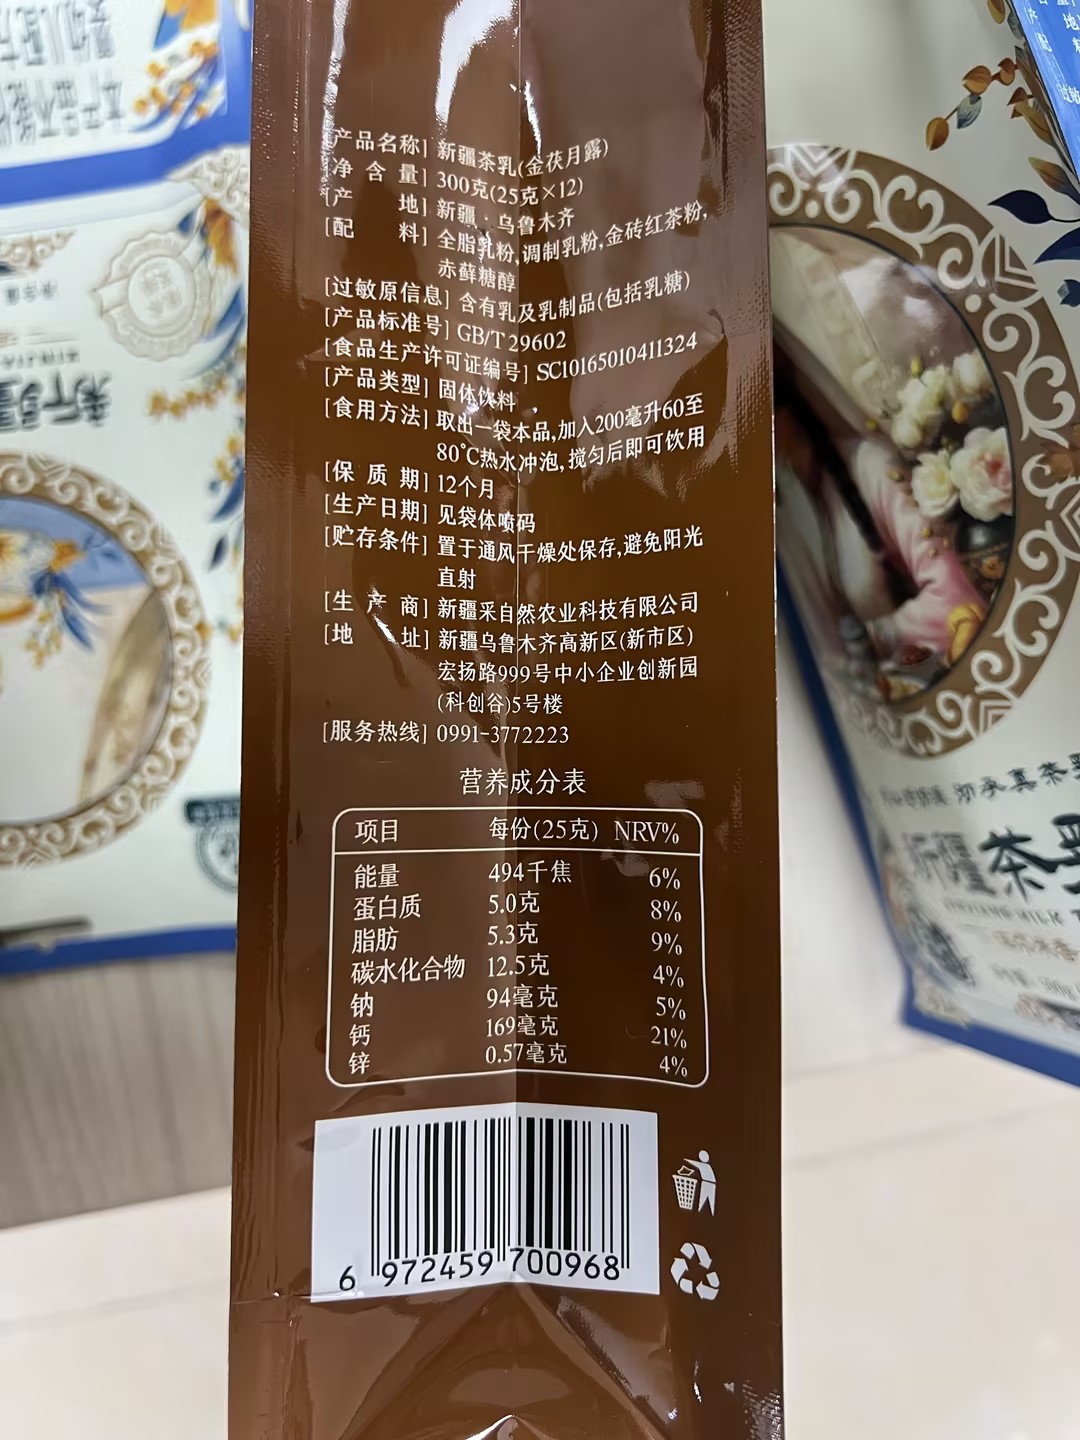 [产品名称] 新疆茶乳(金茯月露)
[净含量] 300克(25克×12)
[产地] 新疆·乌鲁木齐
[配料] 全脂乳粉,调制乳粉,金砖红茶粉,
赤藓糖醇
[过敏原信息] 含有乳及乳制品(包括乳糖)
[产品标准号] GB/T 29602
[食品生产许可证编号] SC10165010411324
[产品类型] 固体饮料
[食用方法] 取出一袋本品,加入200毫升60至
80℃热水冲泡,搅匀后即可饮用
[保质期] 12个月
[生产日期] 见袋体喷码
[贮存条件] 置于通风干燥处保存,避免阳光
直射
[生产商] 新疆采自然农业科技有限公司
[地址] 新疆乌鲁木齐高新区(新市区)
宏扬路999号中小企业创新园
(科创谷)5号楼
[服务热线] 0991-3772223
营养成分表
项目 每份(25克) NRV%
能量 494千焦 6%
蛋白质 5.0克 8%
脂肪 5.3克 9%
碳水化合物 12.5克 4%
钠 94毫克 5%
钙 169毫克 21%
锌 0.57毫克 4%
6 972459 700968
新疆
新疆茶